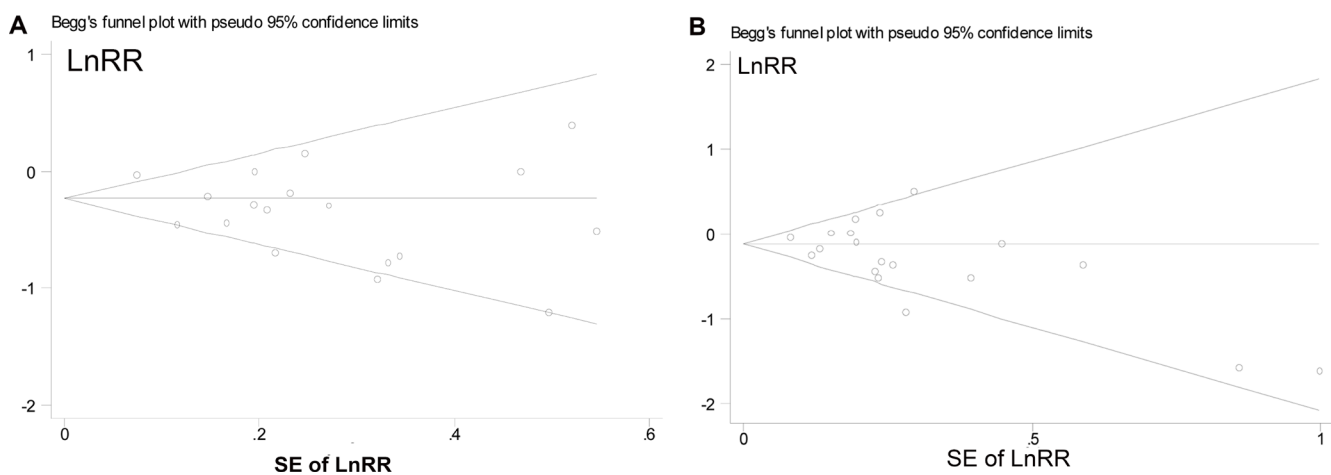 A
Begg's funnel plot with pseudo 95% confidence limits
LnRR
1
0
-1
-2
0
.2
.4
.6
SE of LnRR
B
Begg's funnel plot with pseudo 95% confidence limits
LnRR
2
1
0
-1
-2
0
.5
1
SE of LnRR